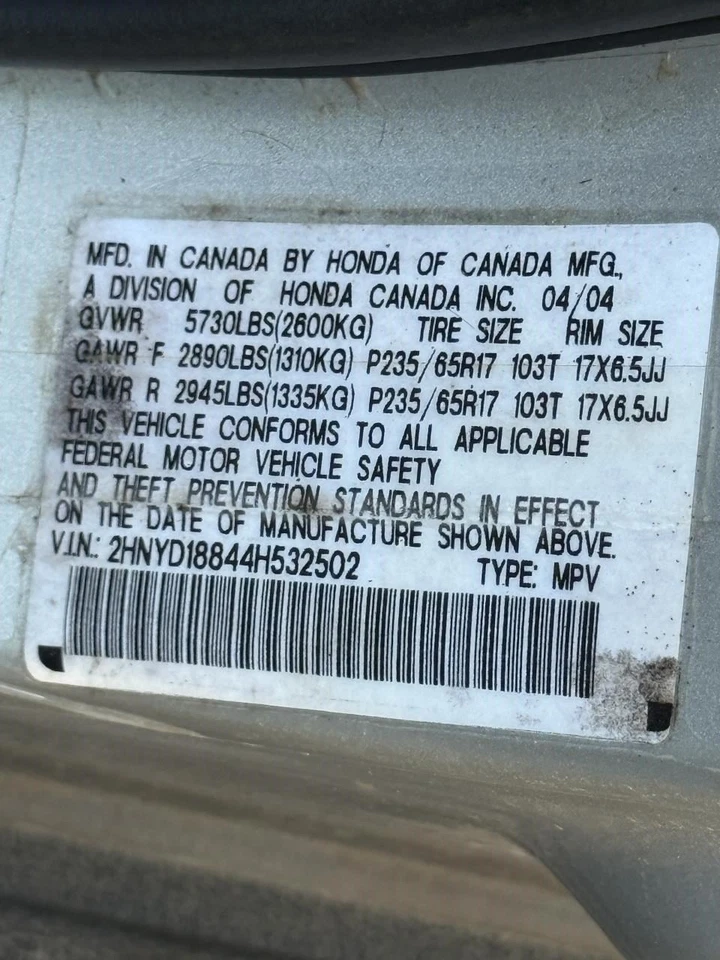 MFD. IN CANADA BY HONDA OF CANADA MFG.,
A DIVISION OF HONDA CANADA INC. 04/04
GVWR 5730LBS(2600KG) TIRE SIZE RIM SIZE
GAWR F 2890LBS(1310KG) P235/65R17 103T 17X6.5JJ
GAWR R 2945LBS(1335KG) P235/65R17 103T 17X6.5JJ
THIS VEHICLE CONFORMS TO ALL APPLICABLE
FEDERAL MOTOR VEHICLE SAFETY
AND THEFT PREVENTION STANDARDS IN EFFECT
ON THE DATE OF MANUFACTURE SHOWN ABOVE.
V.I.N.: 2HNYD18844H532502 TYPE: MPV